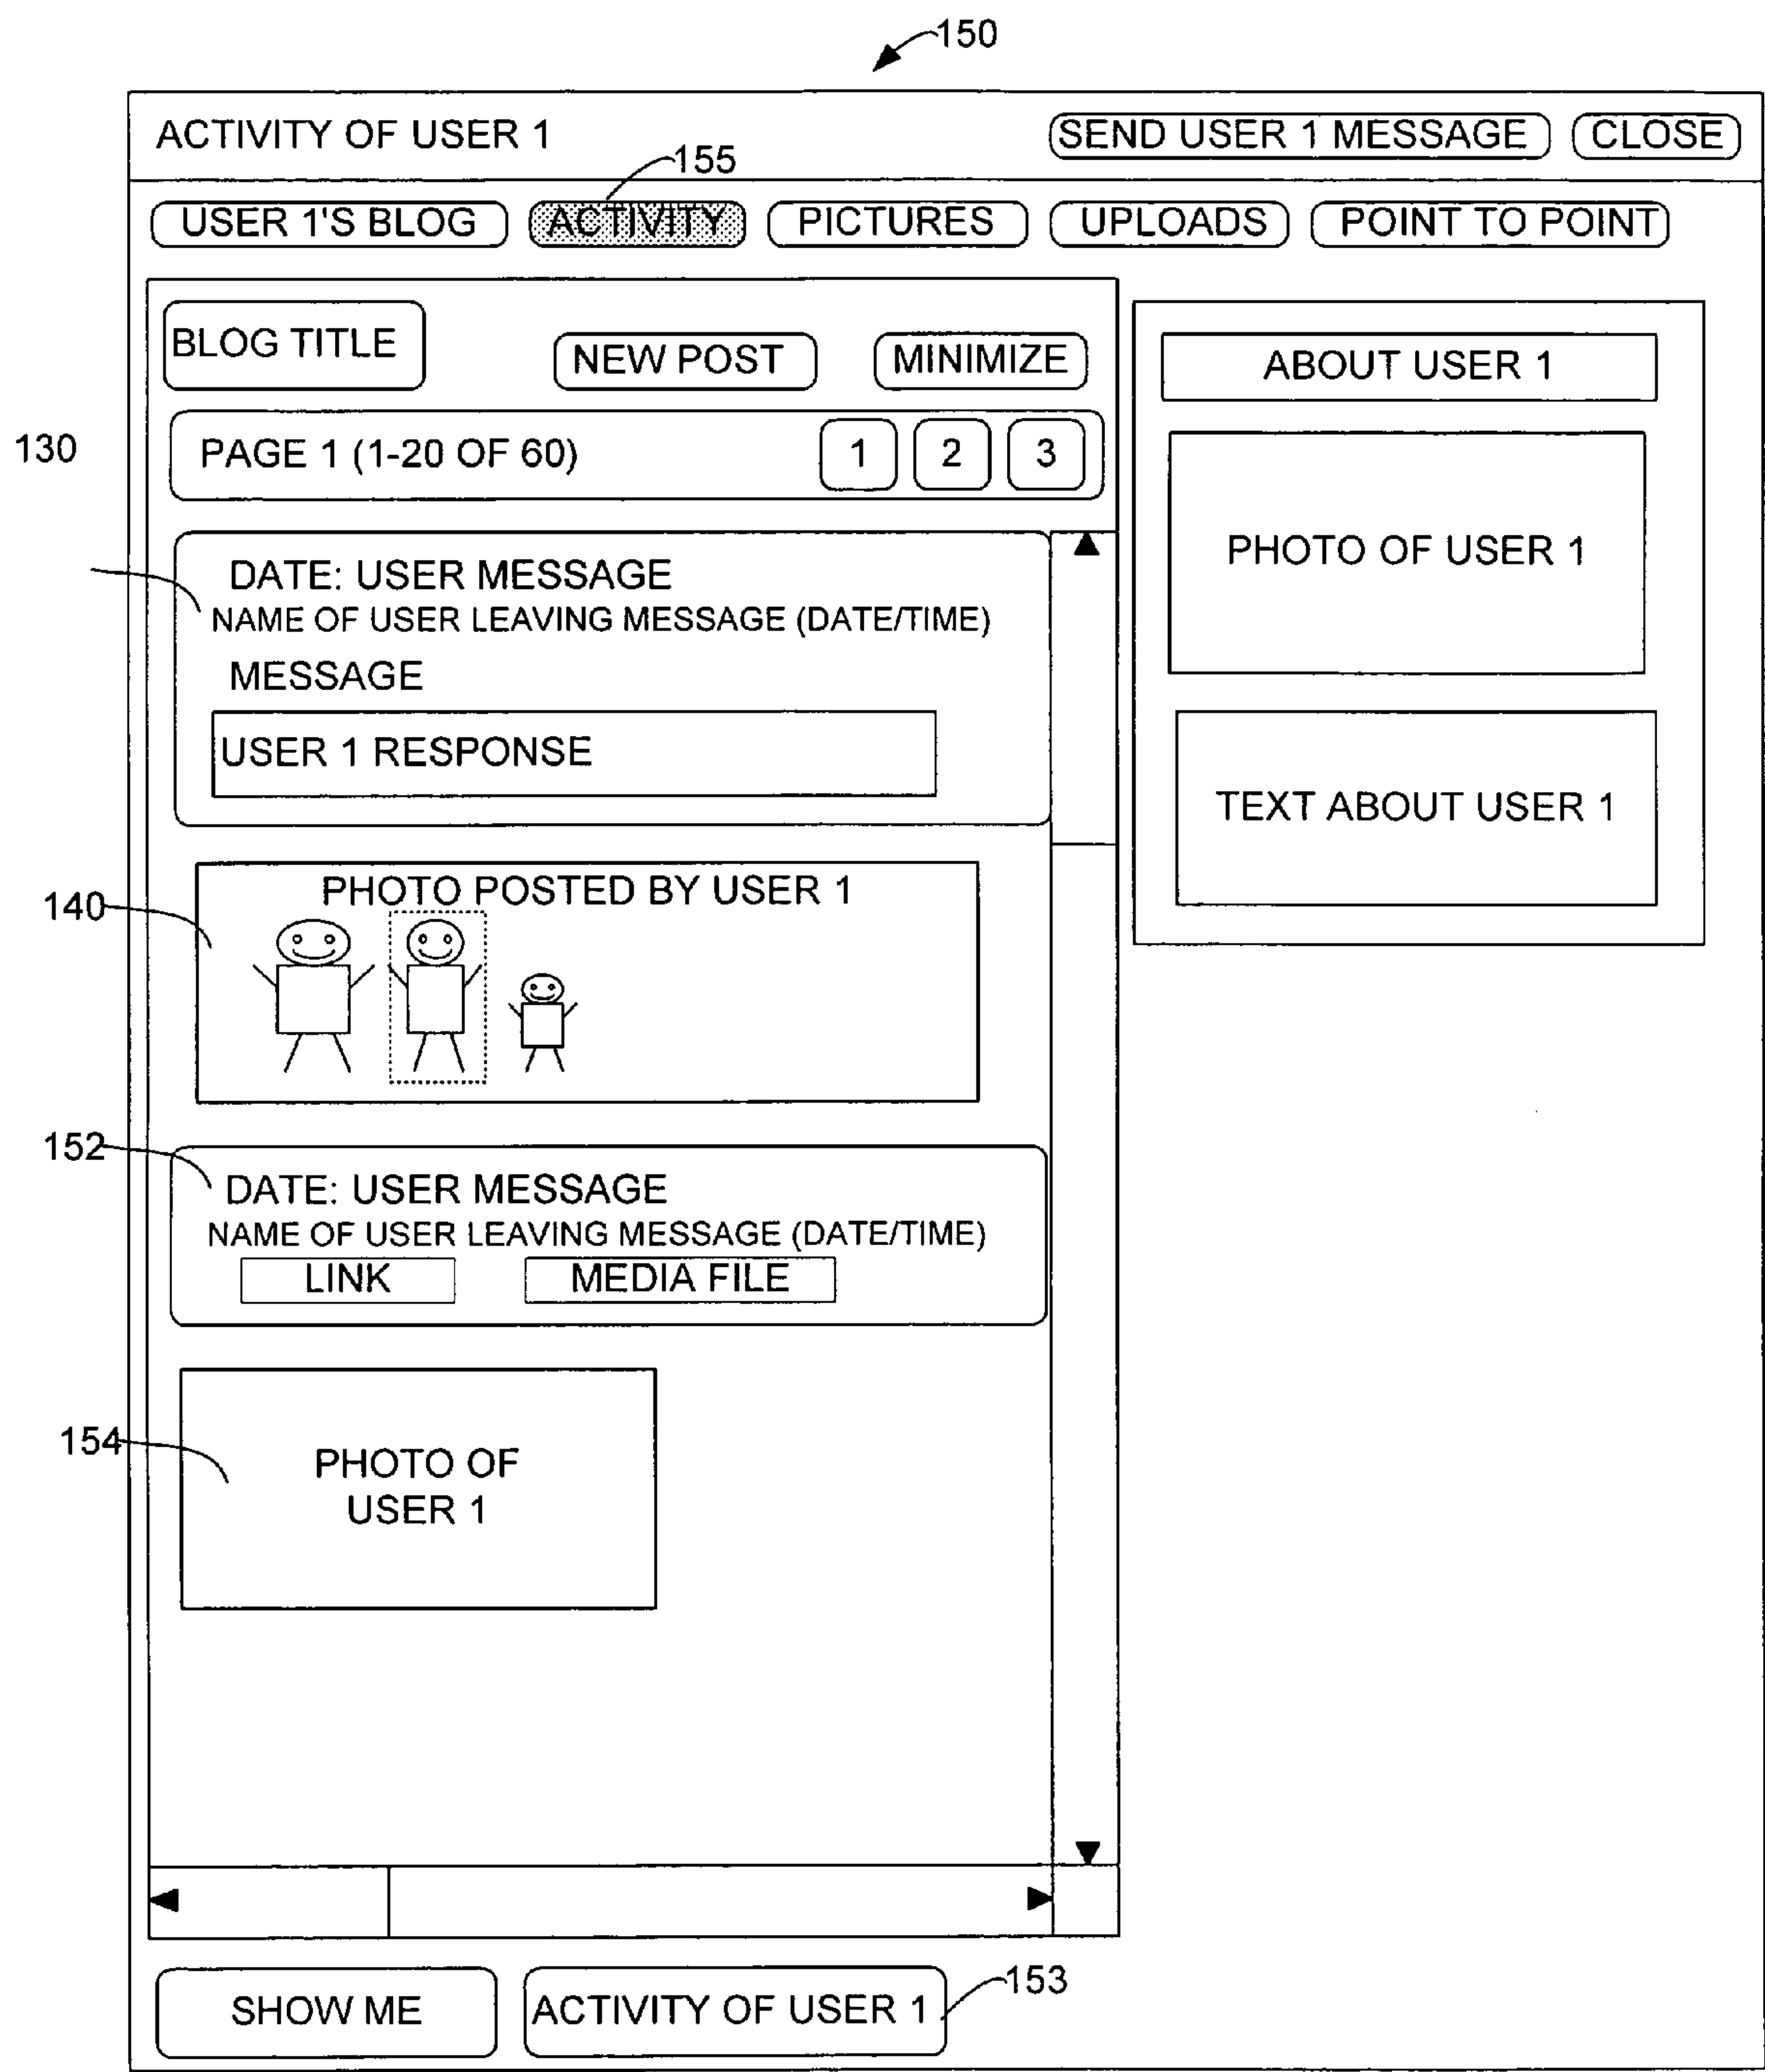 150
ACTIVITY OF USER 1
SEND USER 1 MESSAGE
CLOSE
155
USER 1'S BLOG
ACTIVITY
PICTURES
UPLOADS
POINT TO POINT
BLOG TITLE
NEW POST
MINIMIZE
ABOUT USER 1
130
PAGE 1 (1-20 OF 60)
1
2
3
PHOTO OF USER 1
DATE: USER MESSAGE
NAME OF USER LEAVING MESSAGE (DATE/TIME)
MESSAGE
USER 1 RESPONSE
TEXT ABOUT USER 1
PHOTO POSTED BY USER 1
140
152
DATE: USER MESSAGE
NAME OF USER LEAVING MESSAGE (DATE/TIME)
LINK
MEDIA FILE
154
PHOTO OF
USER 1
153
SHOW ME
ACTIVITY OF USER 1